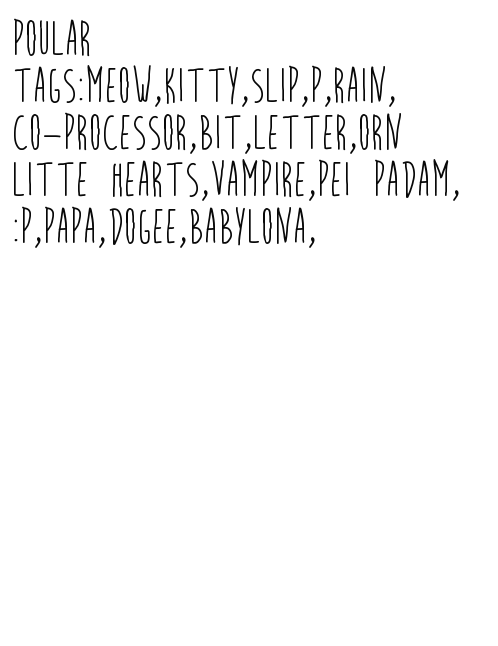 POULAR
TAGS:MEOW,KITTY,SLIP,P,RAIN,
CO-PROCESSOR,BIT,LETTER,ORN
LITTE HEARTS,VAMPIRE,PEI PADAM,
:P,PAPA,DOGEE,BABYLONA,